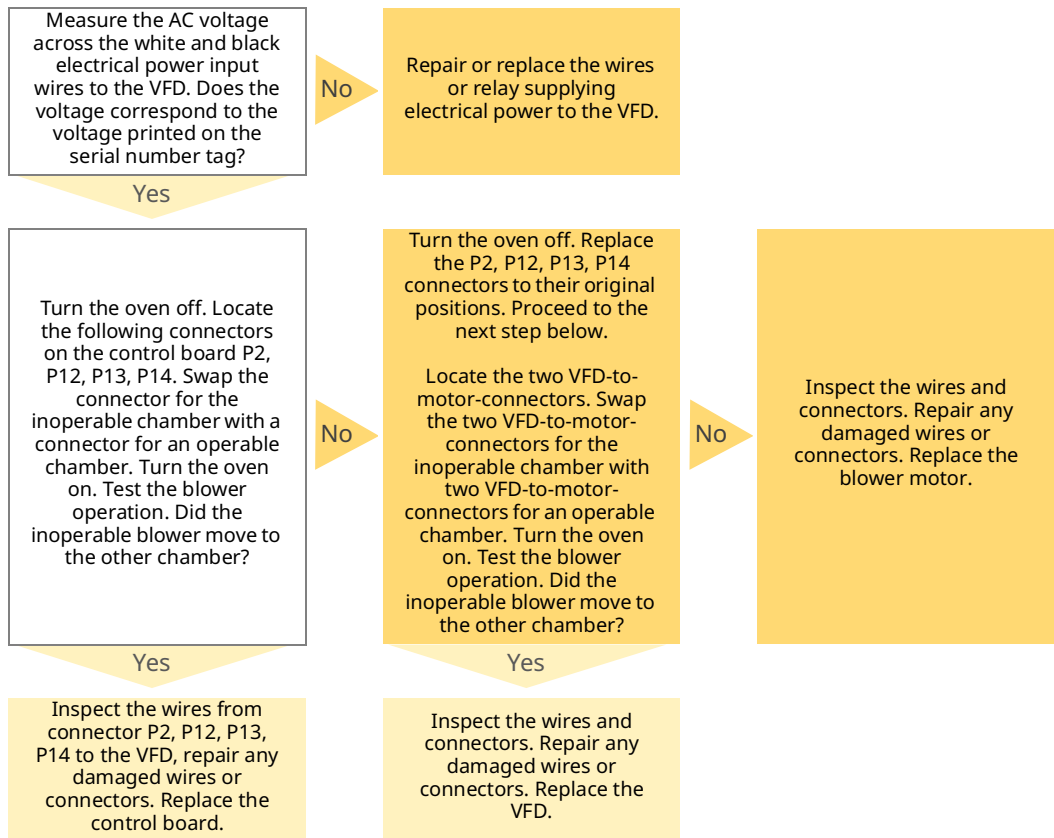 Measure the AC voltage
across the white and black
electrical power input
wires to the VFD. Does the
voltage correspond to the
voltage printed on the
serial number tag?
No
Repair or replace the wires
or relay supplying
electrical power to the VFD.
Yes
Turn the oven off. Locate
the following connectors
on the control board P2,
P12, P13, P14. Swap the
connector for the
inoperable chamber with a
connector for an operable
chamber. Turn the oven
on. Test the blower
operation. Did the
inoperable blower move to
the other chamber?
No
Turn the oven off. Replace
the P2, P12, P13, P14
connectors to their original
positions. Proceed to the
next step below.
Locate the two VFD-to-
motor-connectors. Swap
the two VFD-to-motor-
connectors for the
inoperable chamber with
two VFD-to-motor-
connectors for an operable
chamber. Turn the oven
on. Test the blower
operation. Did the
inoperable blower move to
the other chamber?
No
Inspect the wires and
connectors. Repair any
damaged wires or
connectors. Replace the
blower motor.
Yes
Yes
Inspect the wires from
connector P2, P12, P13,
P14 to the VFD, repair any
damaged wires or
connectors. Replace the
control board.
Inspect the wires and
connectors. Repair any
damaged wires or
connectors. Replace the
VFD.